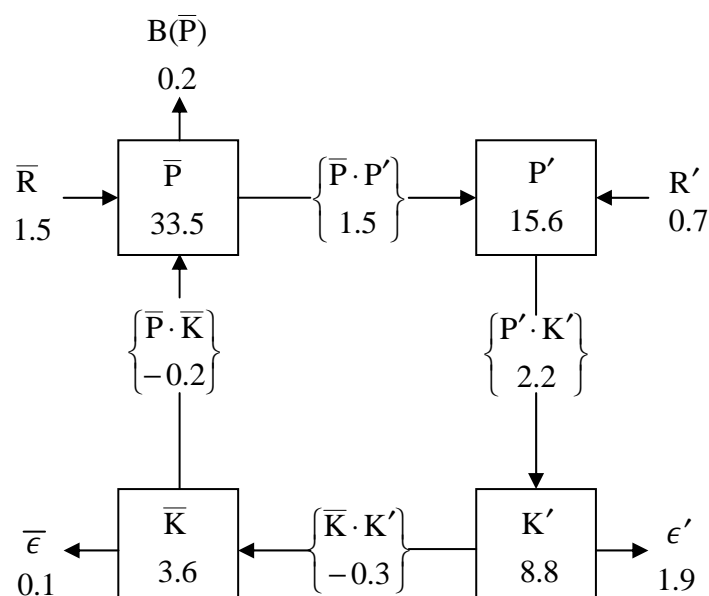 B(P̅)
0.2
R̅
1.5
P̅
33.5
{P̅ · P′}
1.5
P′
15.6
R′
0.7
{P̅ · K̅}
−0.2
{P′ · K′}
2.2
ϵ̅
0.1
K̅
3.6
{K̅ · K′}
−0.3
K′
8.8
ϵ′
1.9